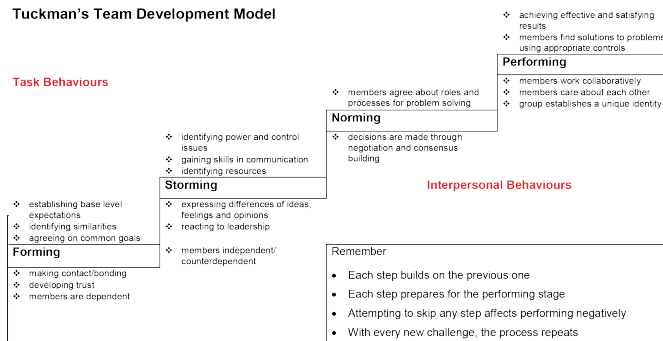 Tuckman's Team Development Model
Task Behaviours
❖ establishing base level
expectations
❖ identifying similarities
❖ agreeing on common goals
Forming
❖ making contact/bonding
❖ developing trust
❖ members are dependent
❖ identifying power and control
issues
❖ gaining skills in communication
❖ identifying resources
Storming
❖ expressing differences of ideas,
feelings and opinions
❖ reacting to leadership
❖ members independent/
counterdependent
❖ members agree about roles and
processes for problem solving
Norming
❖ decisions are made through
negotiation and consensus
building
❖ achieving effective and satisfying
results
❖ members find solutions to problems
using appropriate controls
Performing
❖ members work collaboratively
❖ members care about each other
❖ group establishes a unique identity
Interpersonal Behaviours
Remember
• Each step builds on the previous one
• Each step prepares for the performing stage
• Attempting to skip any step affects performing negatively
• With every new challenge, the process repeats